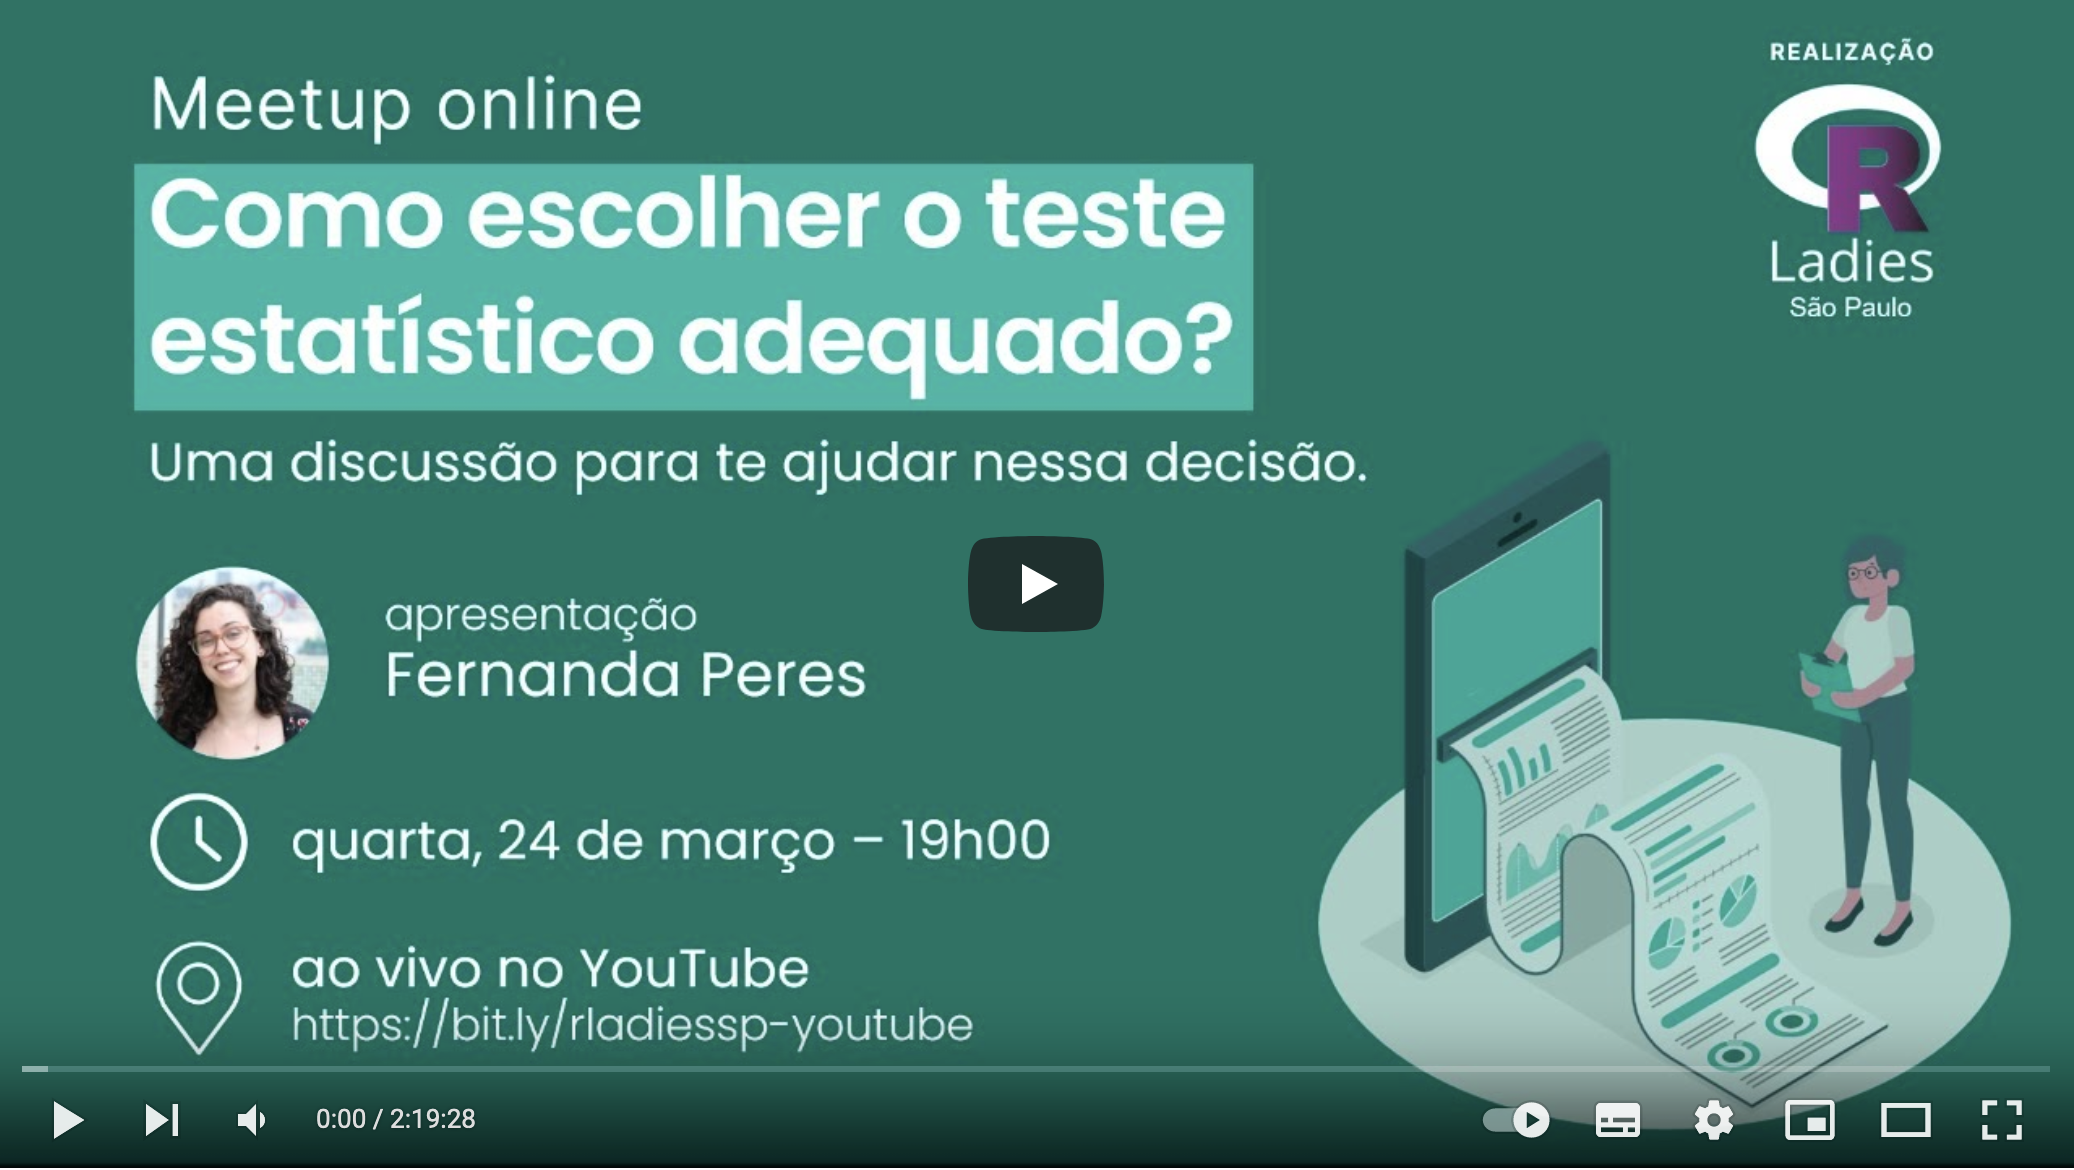 Meetup online
Como escolher o teste
estatístico adequado?
Uma discussão para te ajudar nessa decisão.
apresentação
Fernanda Peres
quarta, 24 de março – 19h00
ao vivo no YouTube
https://bit.ly/rladiessp-youtube
REALIZAÇÃO
R
Ladies
São Paulo
0:00 / 2:19:28